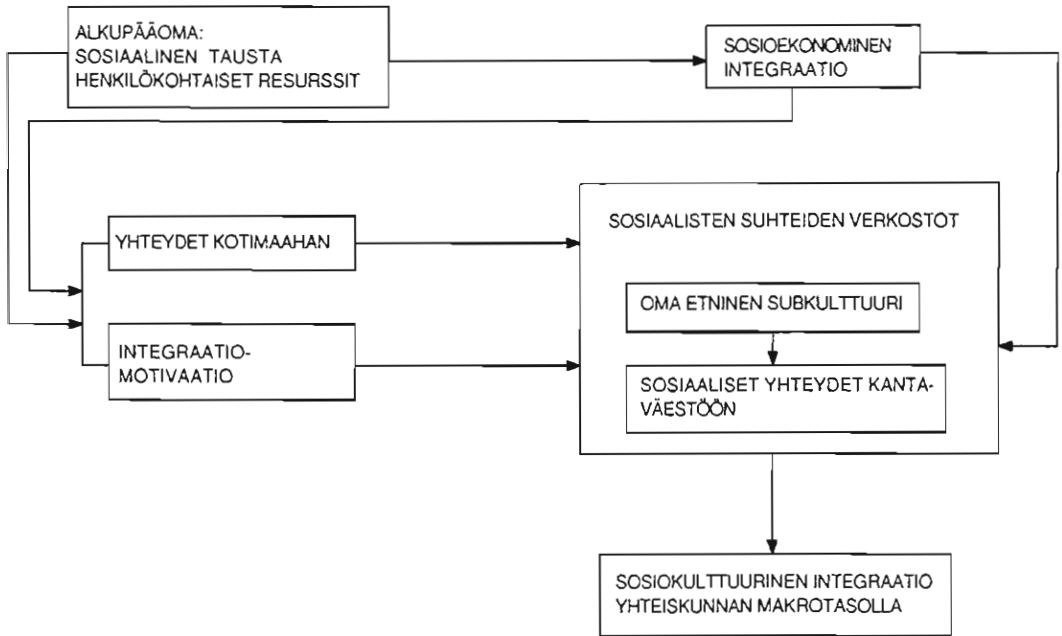 ALKUPÄÄOMA:
SOSIAALINEN TAUSTA
HENKILÖKOHTAISET RESURSSIT
SOSIOEKONOMINEN
INTEGRAATIO
YHTEYDET KOTIMAAHAN
SOSIAALISTEN SUHTEIDEN VERKOSTOT
OMA ETNINEN SUBKULTTUURI
INTEGRAATIO-
MOTIVAATIO
SOSIAALISET YHTEYDET KANTA-
VÄESTÖÖN
SOSIOKULTTUURINEN INTEGRAATIO
YHTEISKUNNAN MAKROTASOLLA